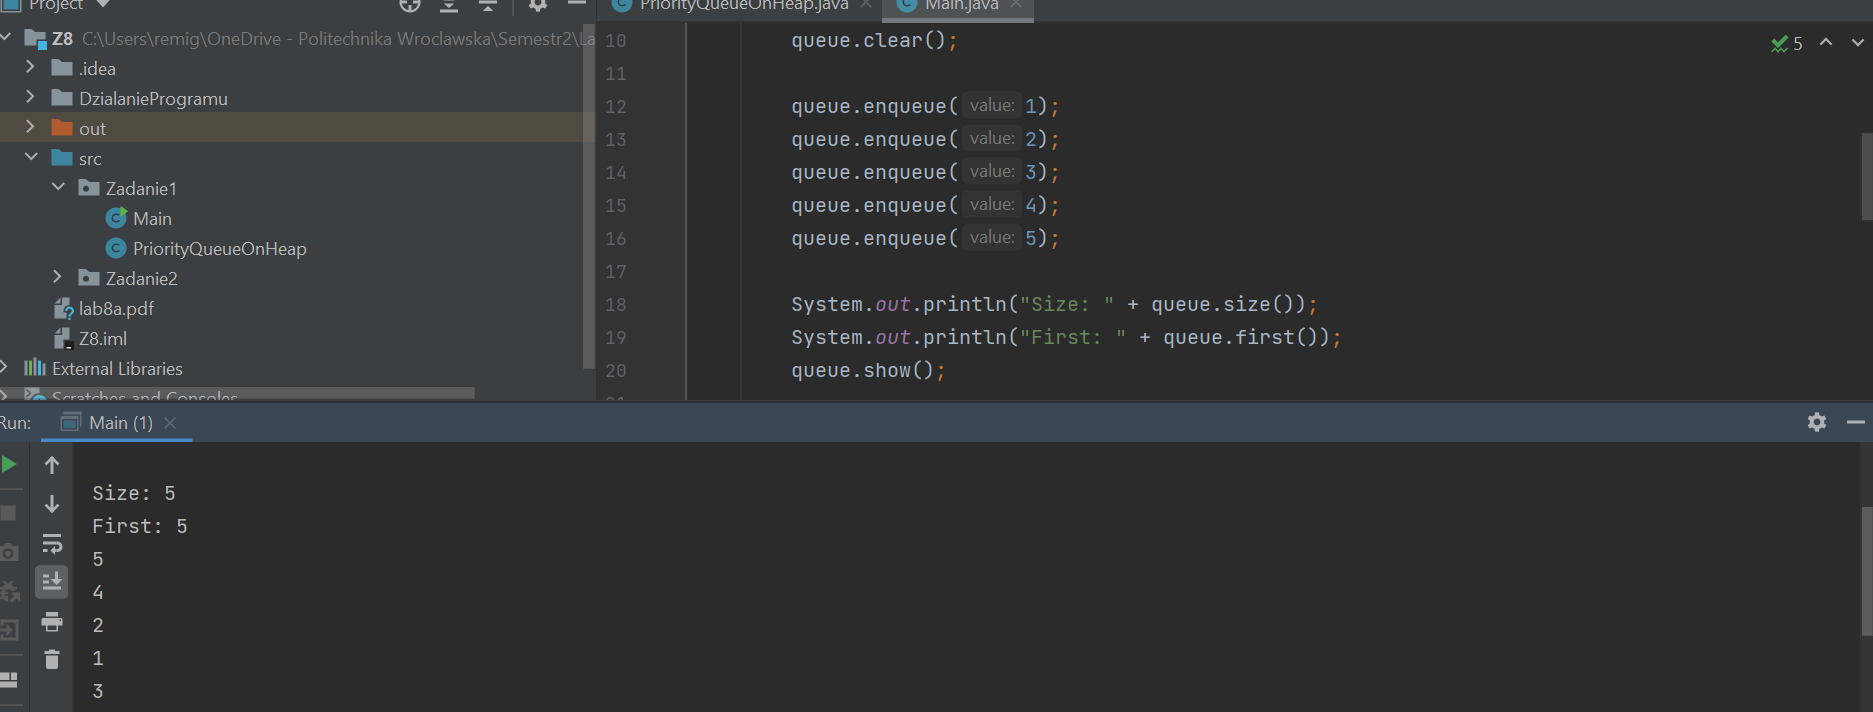 Project
PriorityQueueOnHeap.java
Main.java
Z8 C:\Users\remig\OneDrive - Politechnika Wroclawska\Semestr2\La
.idea
DzialanieProgramu
out
src
Zadanie1
Main
PriorityQueueOnHeap
Zadanie2
lab8a.pdf
Z8.iml
External Libraries
Scratches and Consoles
10 queue.clear();
5
11
12 queue.enqueue( value: 1);
13 queue.enqueue( value: 2);
14 queue.enqueue( value: 3);
15 queue.enqueue( value: 4);
16 queue.enqueue( value: 5);
17
18 System.out.println("Size: " + queue.size());
19 System.out.println("First: " + queue.first());
20 queue.show();
21
Run: Main (1)
Size: 5
First: 5
5
4
2
1
3